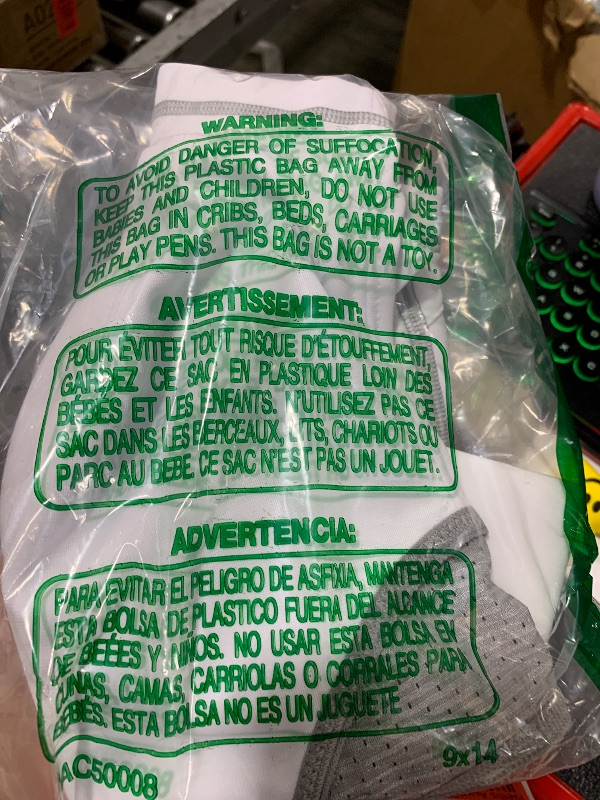 WARNING:
TO AVOID DANGER OF SUFFOCATION,
KEEP THIS PLASTIC BAG AWAY FROM
BABIES AND CHILDREN, DO NOT USE
THIS BAG IN CRIBS, BEDS, CARRIAGES
OR PLAY PENS. THIS BAG IS NOT A TOY.
AVERTISSEMENT:
POUR ÉVITER TOUT RISQUE D'ÉTOUFFEMENT,
GARDEZ CE SAC EN PLASTIQUE LOIN DES
BÉBÉS ET LES ENFANTS. N'UTILISEZ PAS CE
SAC DANS LES BERCEAUX, LITS, CHARIOTS OU
PARC AU BEBE. CE SAC N'EST PAS UN JOUET.
ADVERTENCIA:
PARA EVITAR EL PELIGRO DE ASFIXIA, MANTENGA
ESTA BOLSA DE PLASTICO FUERA DEL ALCANCE
DE BEÉES Y NINOS. NO USAR ESTA BOLSA EN
CUNAS, CAMAS, CARRIOLAS O CORRALES PARA
BEBÉS. ESTA BOLSA NO ES UN JUGUETE
AC50008
9x14